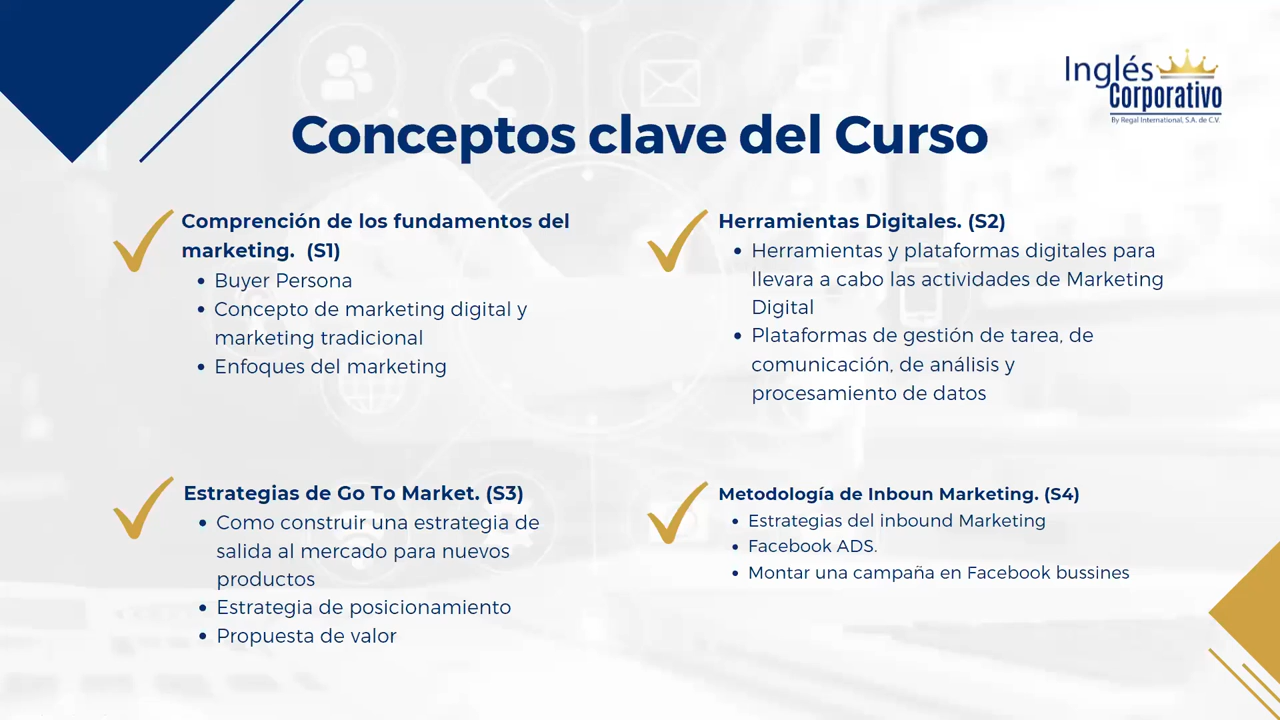 Inglés
Corporativo
By Regal International, S.A. de C.V.
Conceptos clave del Curso
Comprención de los fundamentos del
marketing. (S1)
Buyer Persona
Concepto de marketing digital y
marketing tradicional
Enfoques del marketing
Herramientas Digitales. (S2)
Herramientas y plataformas digitales para
llevara a cabo las actividades de Marketing
Digital
Plataformas de gestión de tarea, de
comunicación, de análisis y
procesamiento de datos
Estrategias de Go To Market. (S3)
Como construir una estrategia de
salida al mercado para nuevos
productos
Estrategia de posicionamiento
Propuesta de valor
Metodología de Inboun Marketing. (S4)
Estrategias del inbound Marketing
Facebook ADS.
Montar una campaña en Facebook bussines